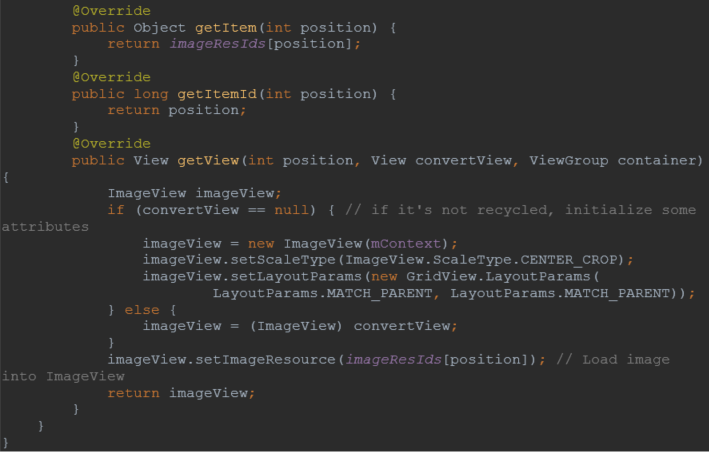 @Override
public Object getItem(int position) {
return imageResIds[position];
}
@Override
public long getItemId(int position) {
return position;
}
@Override
public View getView(int position, View convertView, ViewGroup container)
{
ImageView imageView;
if (convertView == null) { // if it's not recycled, initialize some
attributes
imageView = new ImageView(mContext);
imageView.setScaleType(ImageView.ScaleType.CENTER_CROP);
imageView.setLayoutParams(new GridView.LayoutParams(
LayoutParams.MATCH_PARENT, LayoutParams.MATCH_PARENT));
} else {
imageView = (ImageView) convertView;
}
imageView.setImageResource(imageResIds[position]); // Load image
into ImageView
return imageView;
}
}
}